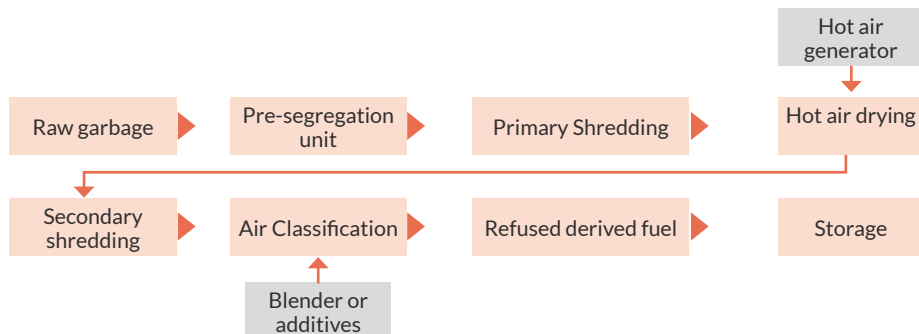 Hot air
generator
Raw garbage
Pre-segregation
unit
Primary Shredding
Hot air drying
Secondary
shredding
Air Classification
Refused derived fuel
Storage
Blender or
additives